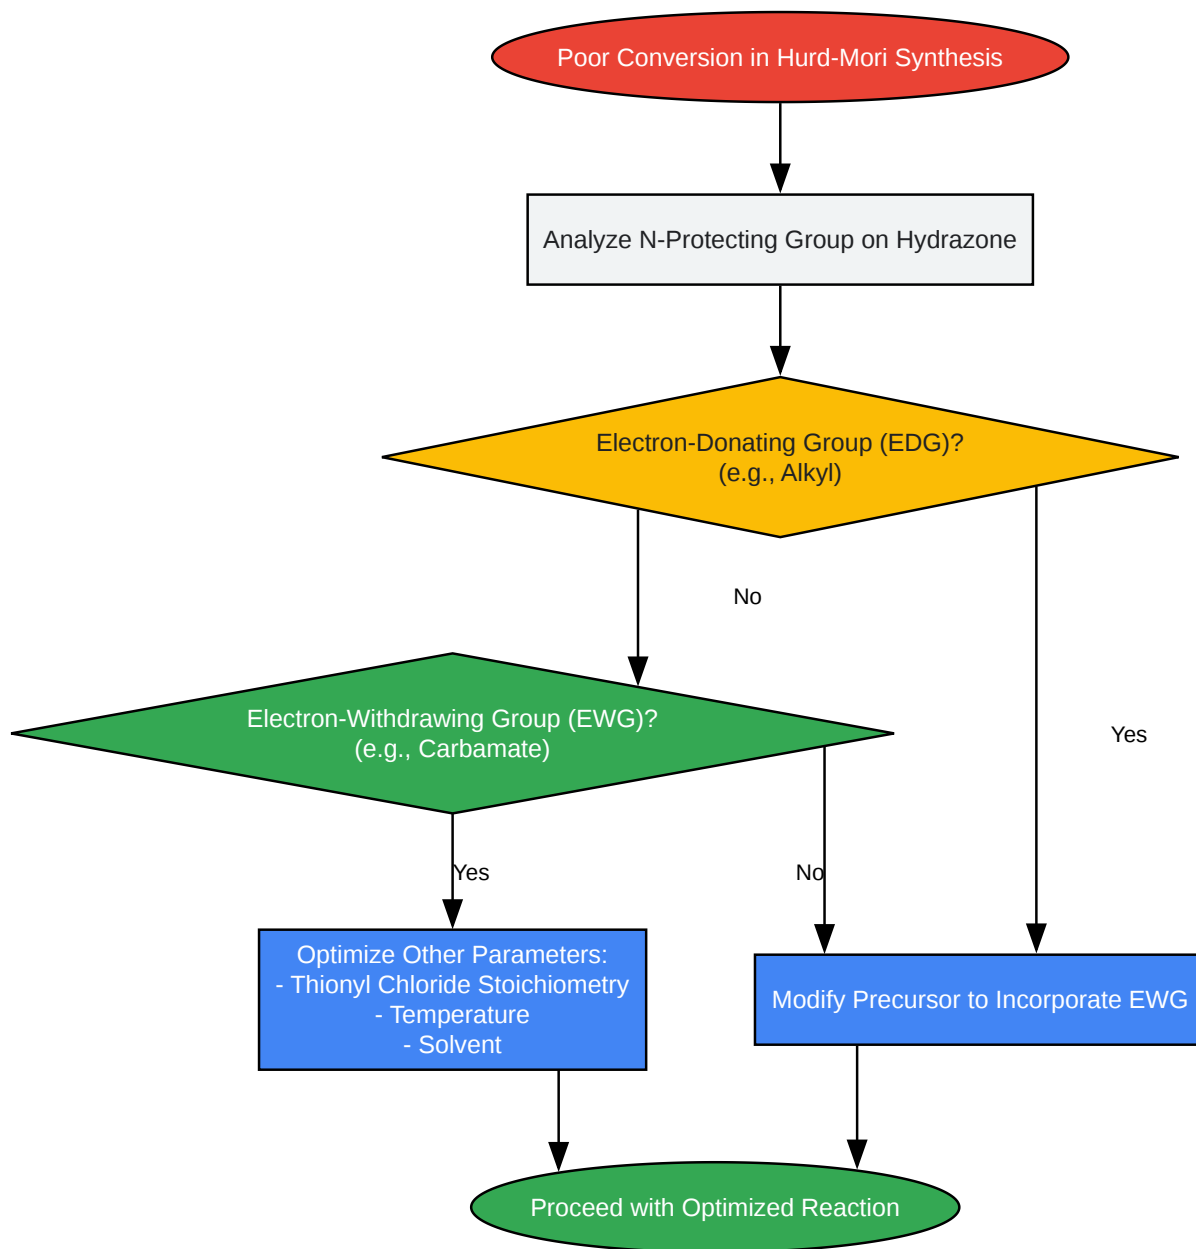 Poor Conversion in Hurd-Mori Synthesis
Analyze N-Protecting Group on Hydrazone
Electron-Donating Group (EDG)?
(e.g., Alkyl)
No
Electron-Withdrawing Group (EWG)?
(e.g., Carbamate)
Yes
Yes
No
Optimize Other Parameters:
- Thionyl Chloride Stoichiometry
- Temperature
- Solvent
Modify Precursor to Incorporate EWG
Proceed with Optimized Reaction